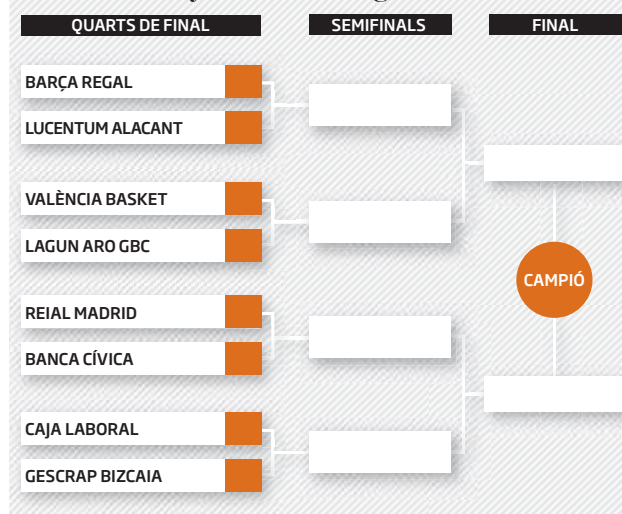 QUARTS DE FINAL
SEMIFINALS
FINAL
BARÇA REGAL
LUCENTUM ALACANT
VALÈNCIA BASKET
LAGUN ARO GBC
REIAL MADRID
BANCA CÍVICA
CAJA LABORAL
GESCRAP BIZCAIA
CAMPIÓ